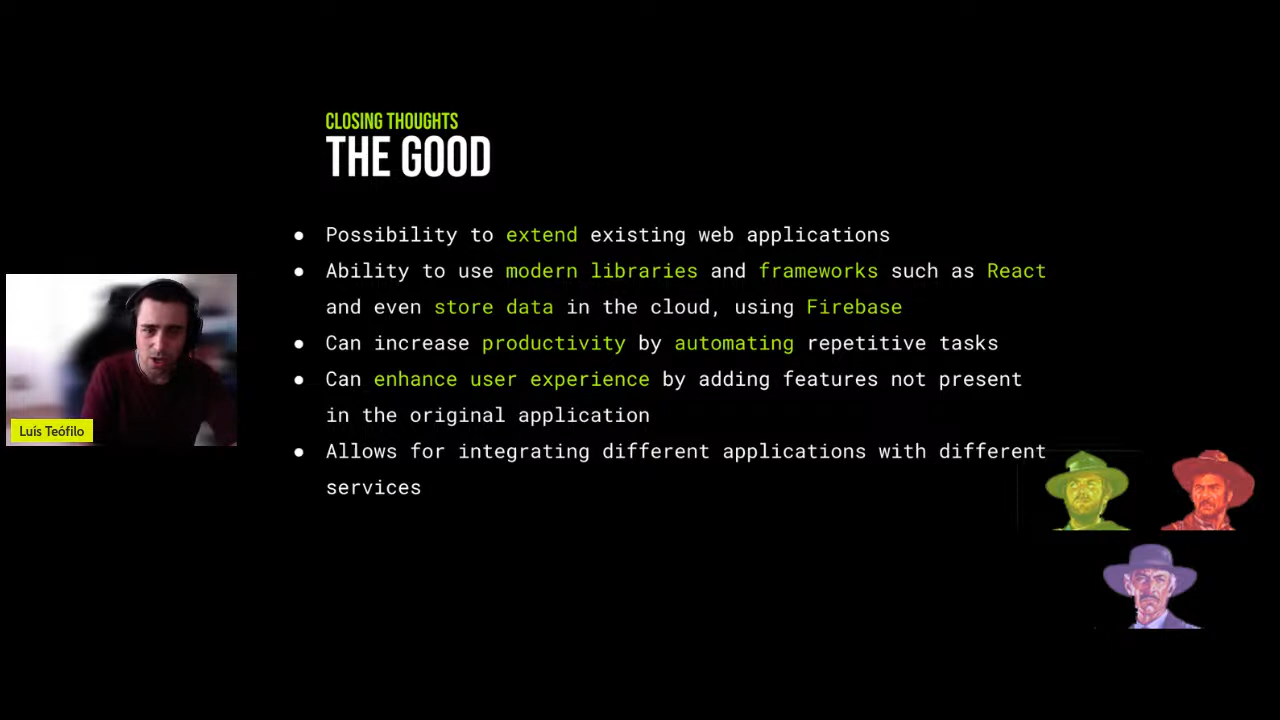 CLOSING THOUGHTS
THE GOOD
● Possibility to extend existing web applications
● Ability to use modern libraries and frameworks such as React
and even store data in the cloud, using Firebase
● Can increase productivity by automating repetitive tasks
● Can enhance user experience by adding features not present
in the original application
● Allows for integrating different applications with different
services
Luís Teófilo